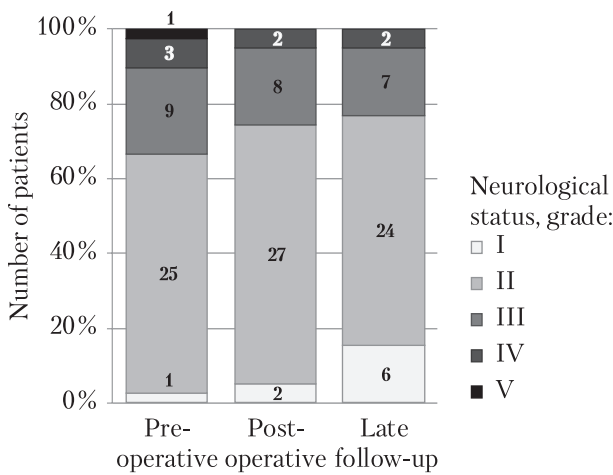 Number of patients
100%
80%
60%
40%
20%
0%
1
3
9
25
1
2
8
27
2
2
7
24
6
Pre-
operative
Post-
operative
Late
follow-up
Neurological
status, grade:
I
II
III
IV
V